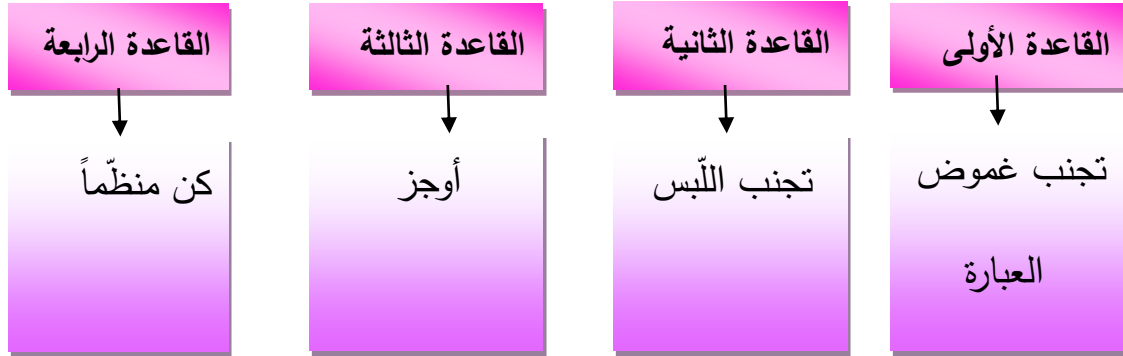 القاعدة الأولى
تجنب غموض
العبارة
القاعدة الثانية
تجنب اللّبس
القاعدة الثالثة
أوجز
القاعدة الرابعة
كن منظّماً